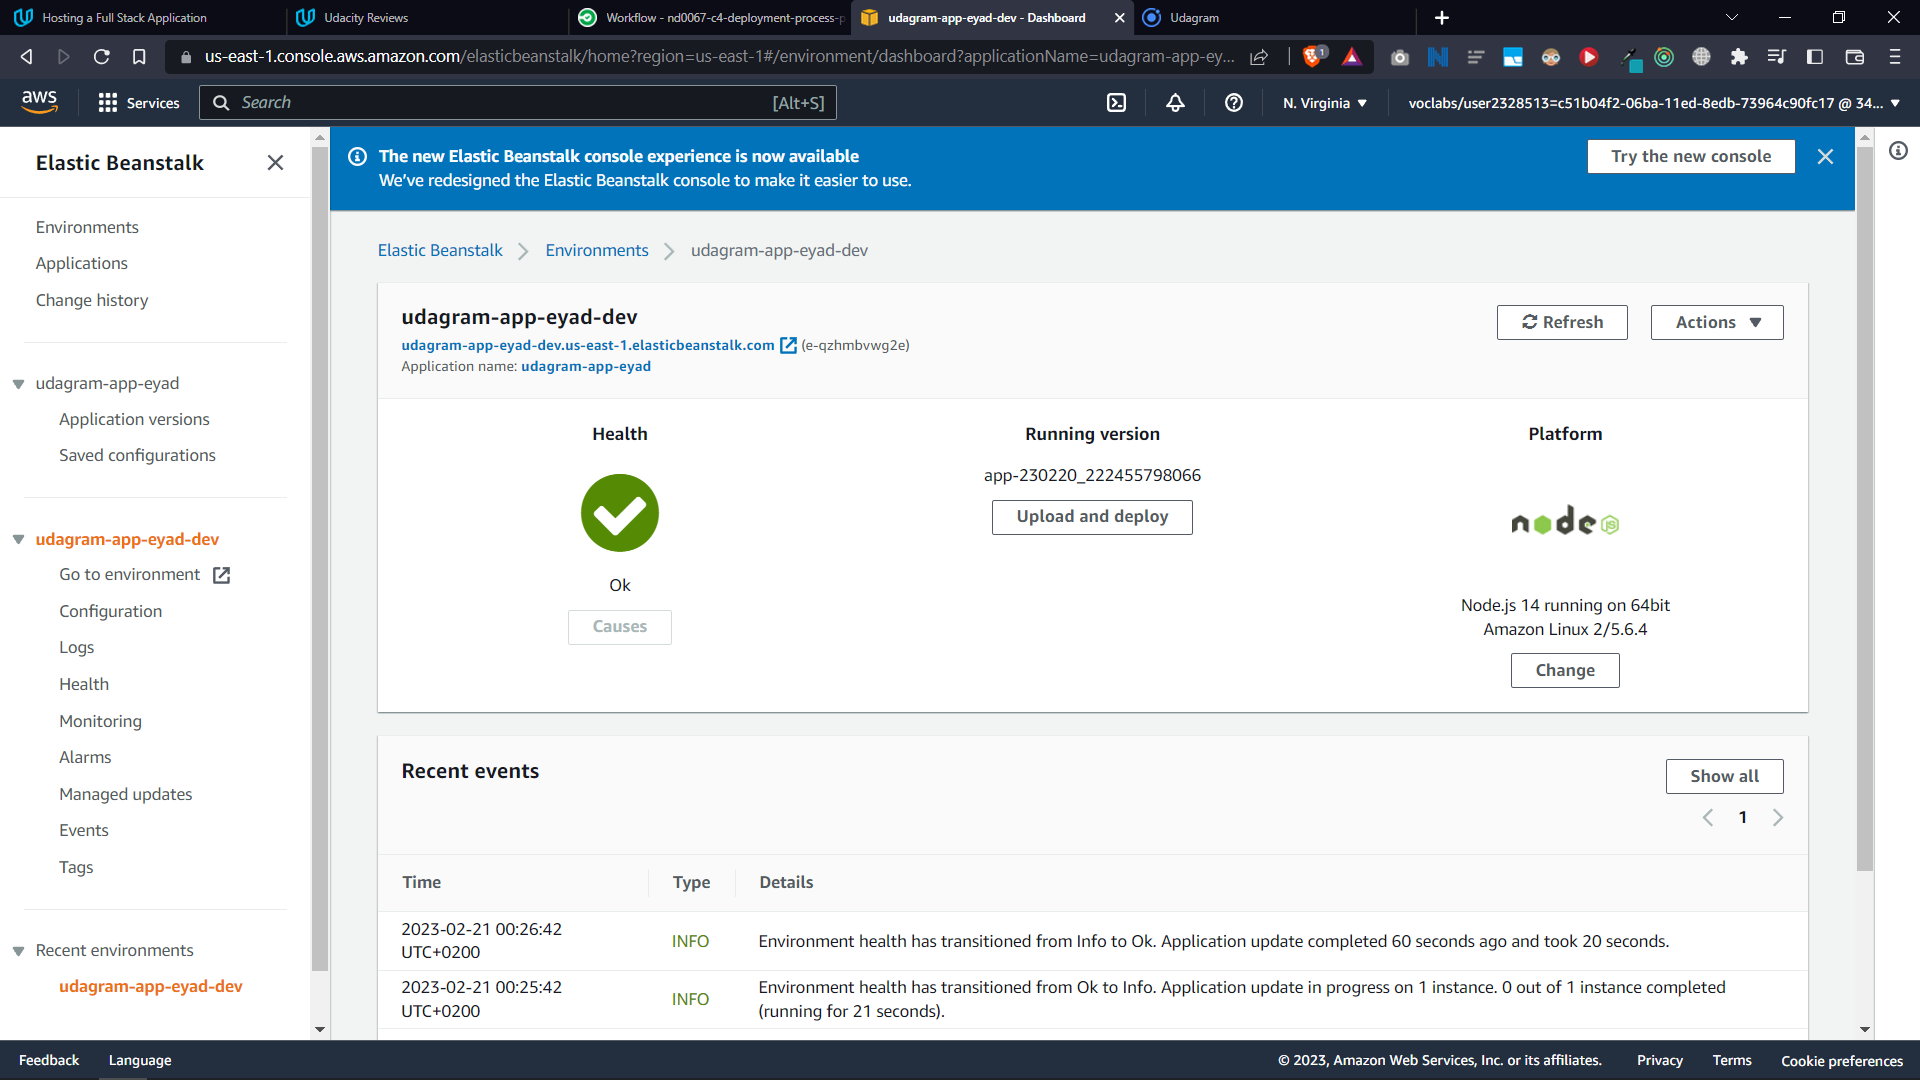 Hosting a Full Stack Application
Udacity Reviews
Workflow - nd0067-c4-deployment-process-p
udagram-app-eyad-dev - Dashboard
Udagram
us-east-1.console.aws.amazon.com/elasticbeanstalk/home?region=us-east-1#/environment/dashboard?applicationName=udagram-app-ey...
1
aws
Services
Search
[Alt+S]
N. Virginia
voclabs/user2328513=c51b04f2-06ba-11ed-8edb-73964c90fc17 @ 34...
Elastic Beanstalk
Environments
Applications
Change history
udagram-app-eyad
Application versions
Saved configurations
udagram-app-eyad-dev
Go to environment
Configuration
Logs
Health
Monitoring
Alarms
Managed updates
Events
Tags
Recent environments
udagram-app-eyad-dev
The new Elastic Beanstalk console experience is now available
We've redesigned the Elastic Beanstalk console to make it easier to use.
Try the new console
Elastic Beanstalk
Environments
udagram-app-eyad-dev
udagram-app-eyad-dev
udagram-app-eyad-dev.us-east-1.elasticbeanstalk.com (e-qzhmbvwg2e)
Application name: udagram-app-eyad
Refresh
Actions
Health
Ok
Causes
Running version
app-230220_222455798066
Upload and deploy
Platform
node JS
Node.js 14 running on 64bit
Amazon Linux 2/5.6.4
Change
Recent events
Show all
1
Time
Type
Details
2023-02-21 00:26:42
UTC+0200
INFO
Environment health has transitioned from Info to Ok. Application update completed 60 seconds ago and took 20 seconds.
2023-02-21 00:25:42
UTC+0200
INFO
Environment health has transitioned from Ok to Info. Application update in progress on 1 instance. 0 out of 1 instance completed
(running for 21 seconds).
Feedback
Language
© 2023, Amazon Web Services, Inc. or its affiliates.
Privacy
Terms
Cookie preferences